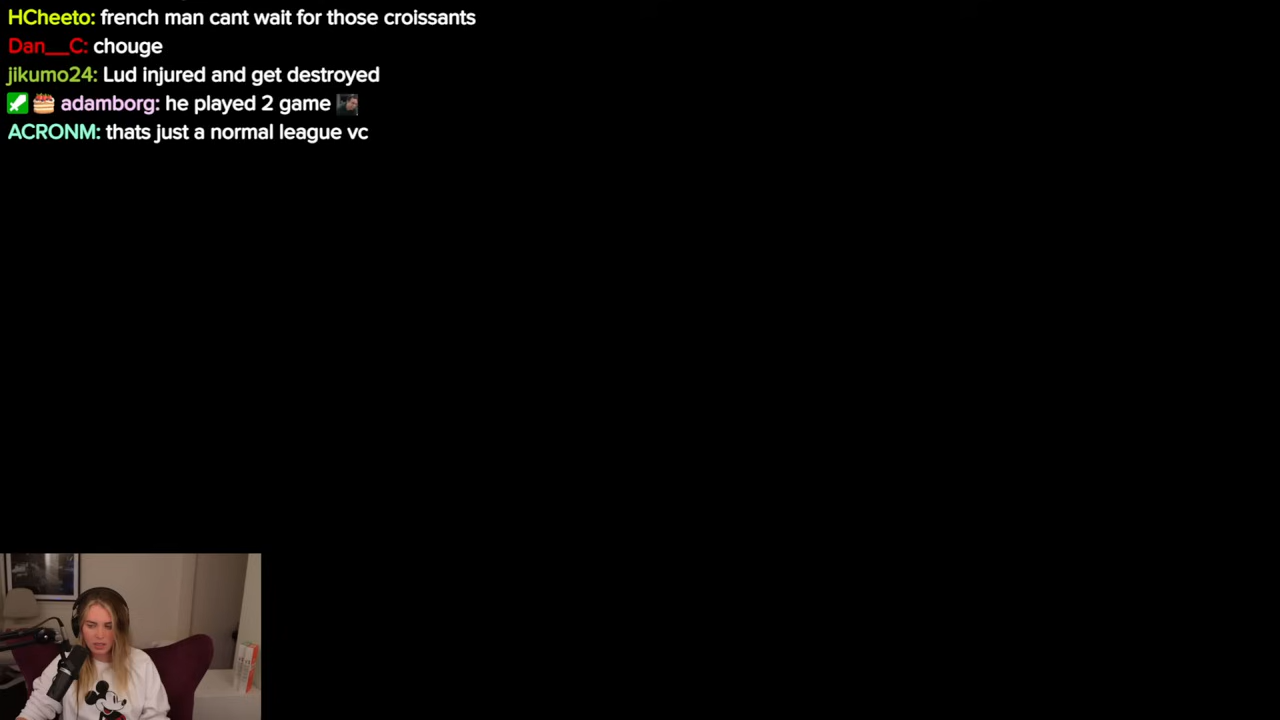 HCheeto: french man cant wait for those croissants
Dan__C: chouge
jikumo24: Lud injured and get destroyed
adamborg: he played 2 game
ACRONM: thats just a normal league vc